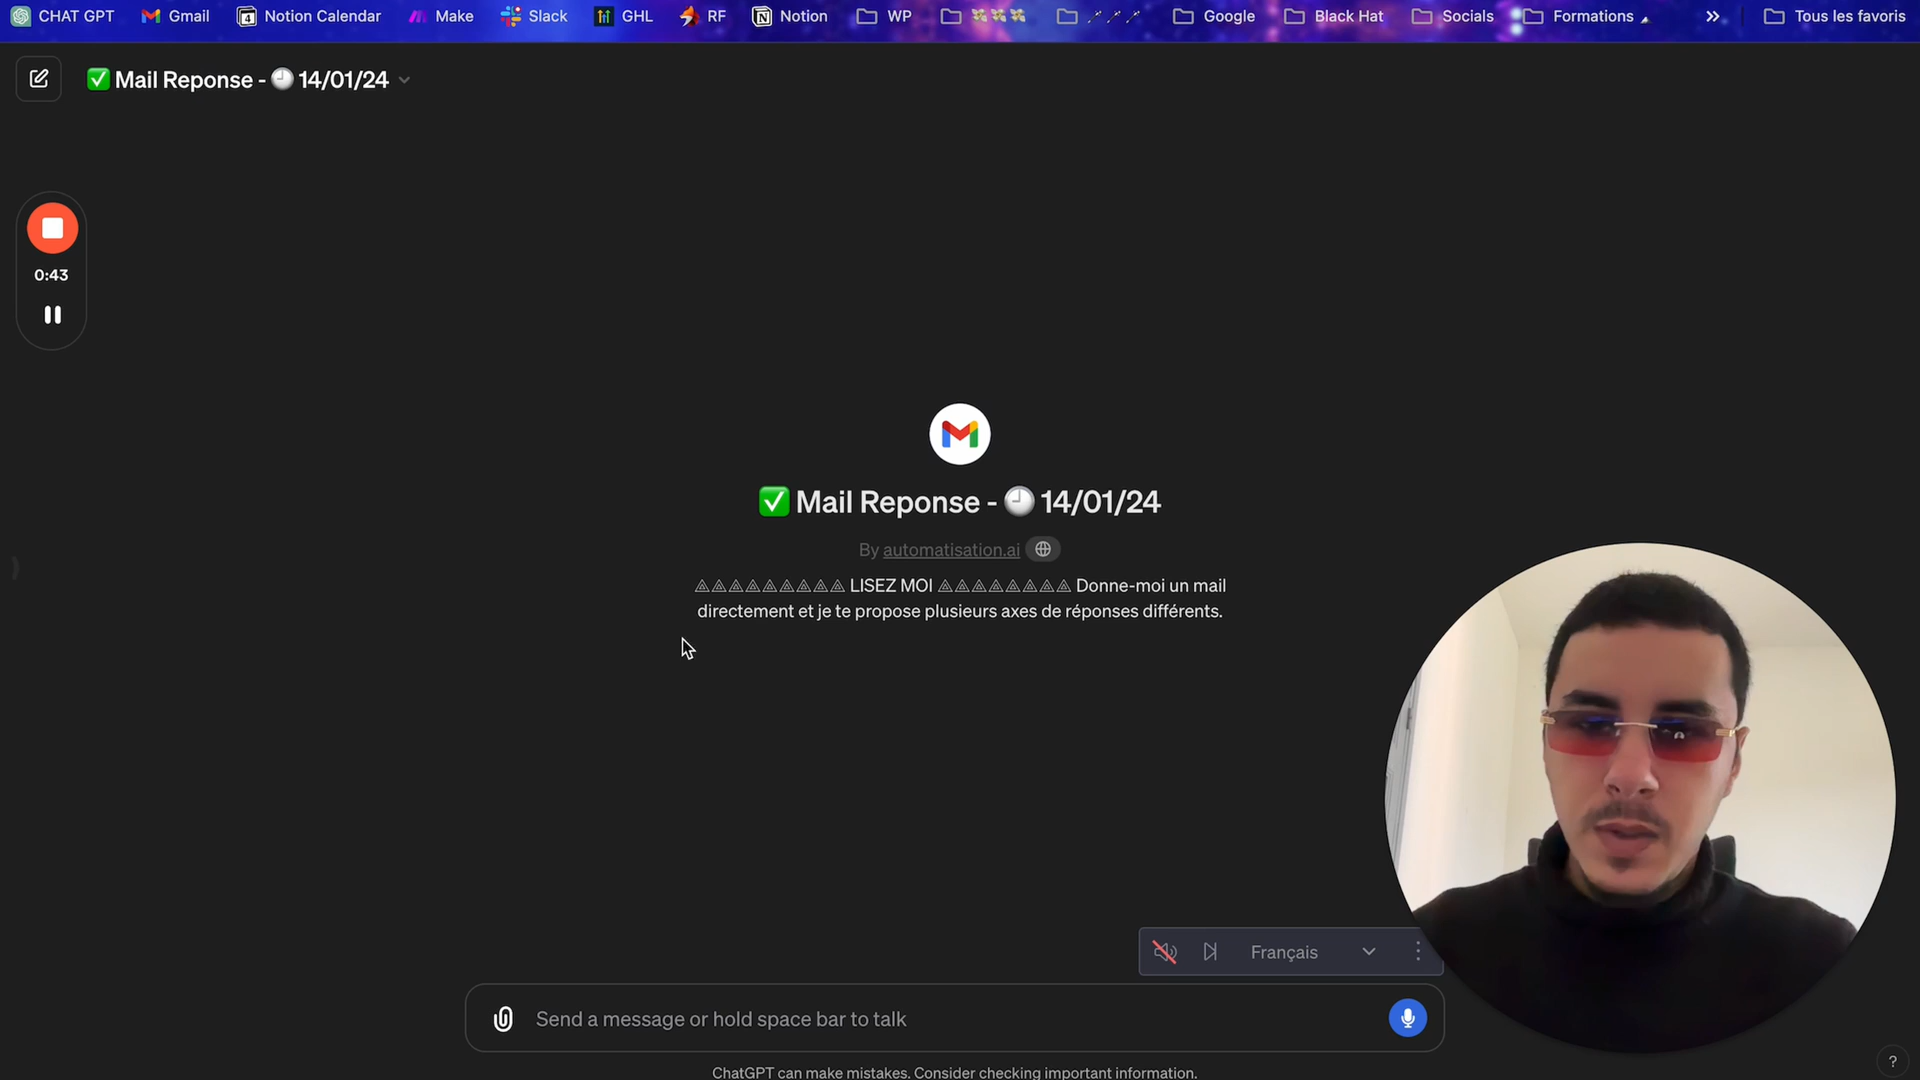 CHAT GPT Gmail 4 Notion Calendar Make Slack GHL RF Notion WP 💸💸💸 Google Black Hat Socials Formations Tous les favoris
✅ Mail Reponse - 🕘 14/01/24
0:43
✅ Mail Reponse - 🕘 14/01/24
By automatisation.ai
⚠⚠⚠⚠⚠⚠⚠⚠⚠ LISEZ MOI ⚠⚠⚠⚠⚠⚠⚠⚠ Donne-moi un mail
directement et je te propose plusieurs axes de réponses différents.
Français
Send a message or hold space bar to talk
ChatGPT can make mistakes. Consider checking important information.
?